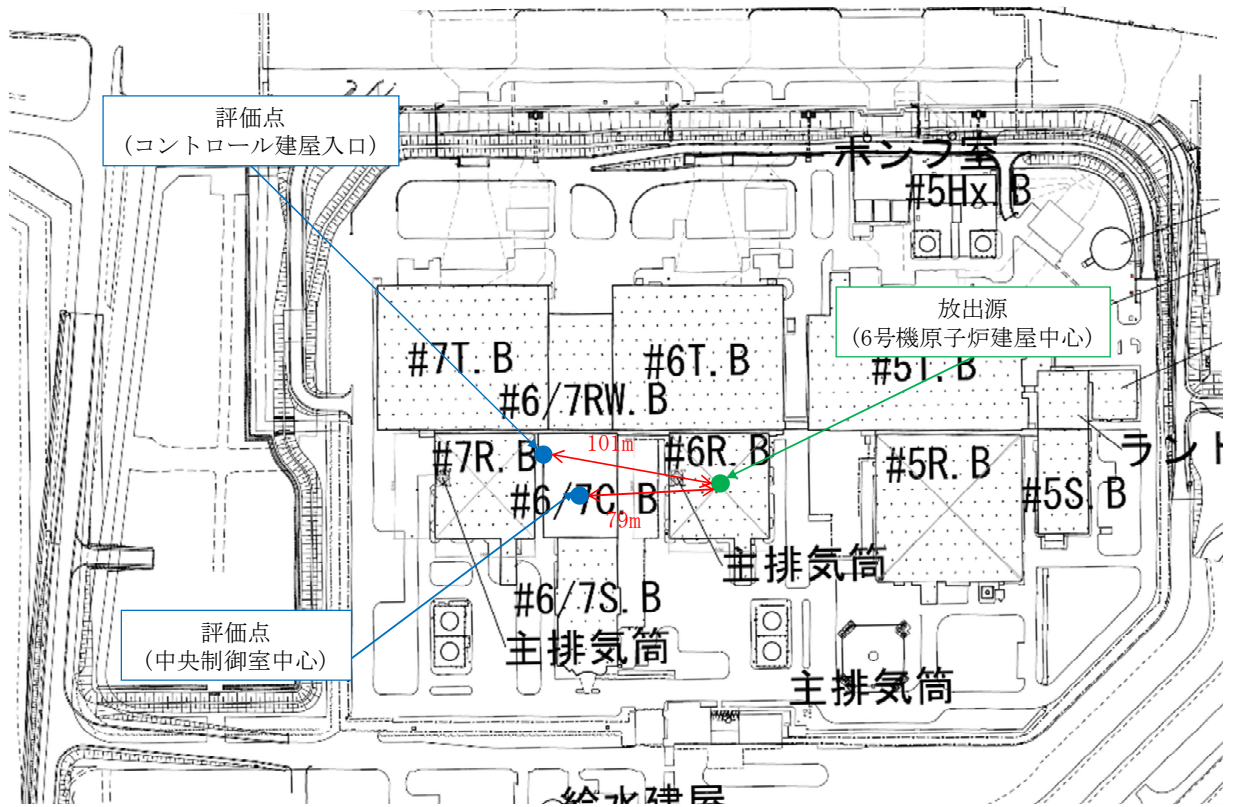 評価点
(コントロール建屋入口)
ポンプ室
#5Hx.B
放出源
(6号機原子炉建屋中心)
#7T.B
#6T.B
#5T.B
#6/7RW.B
101m
#7R.B
#6R.B
#5R.B
ランド
#6/7C.B
#5S.B
79m
主排気筒
#6/7S.B
評価点
(中央制御室中心)
主排気筒
主排気筒
給水建屋